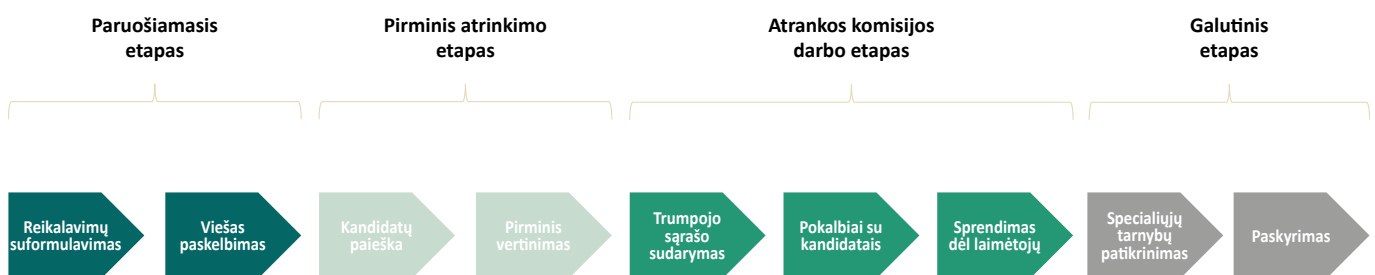 Paruošiamasis
etapas
Pirminis atrinkimo
etapas
Atrankos komisijos
darbo etapas
Galutinis
etapas
Reikalavimų
suformulavimas
Viešas
paskelbimas
Kandidatų
paieška
Pirminis
vertinimas
Trumpojo
sąrašo
sudarymas
Pokalbiai su
kandidatais
Sprendimas
dėl laimėtojų
Specialiųjų
tarnybų
patikrinimas
Paskyrimas